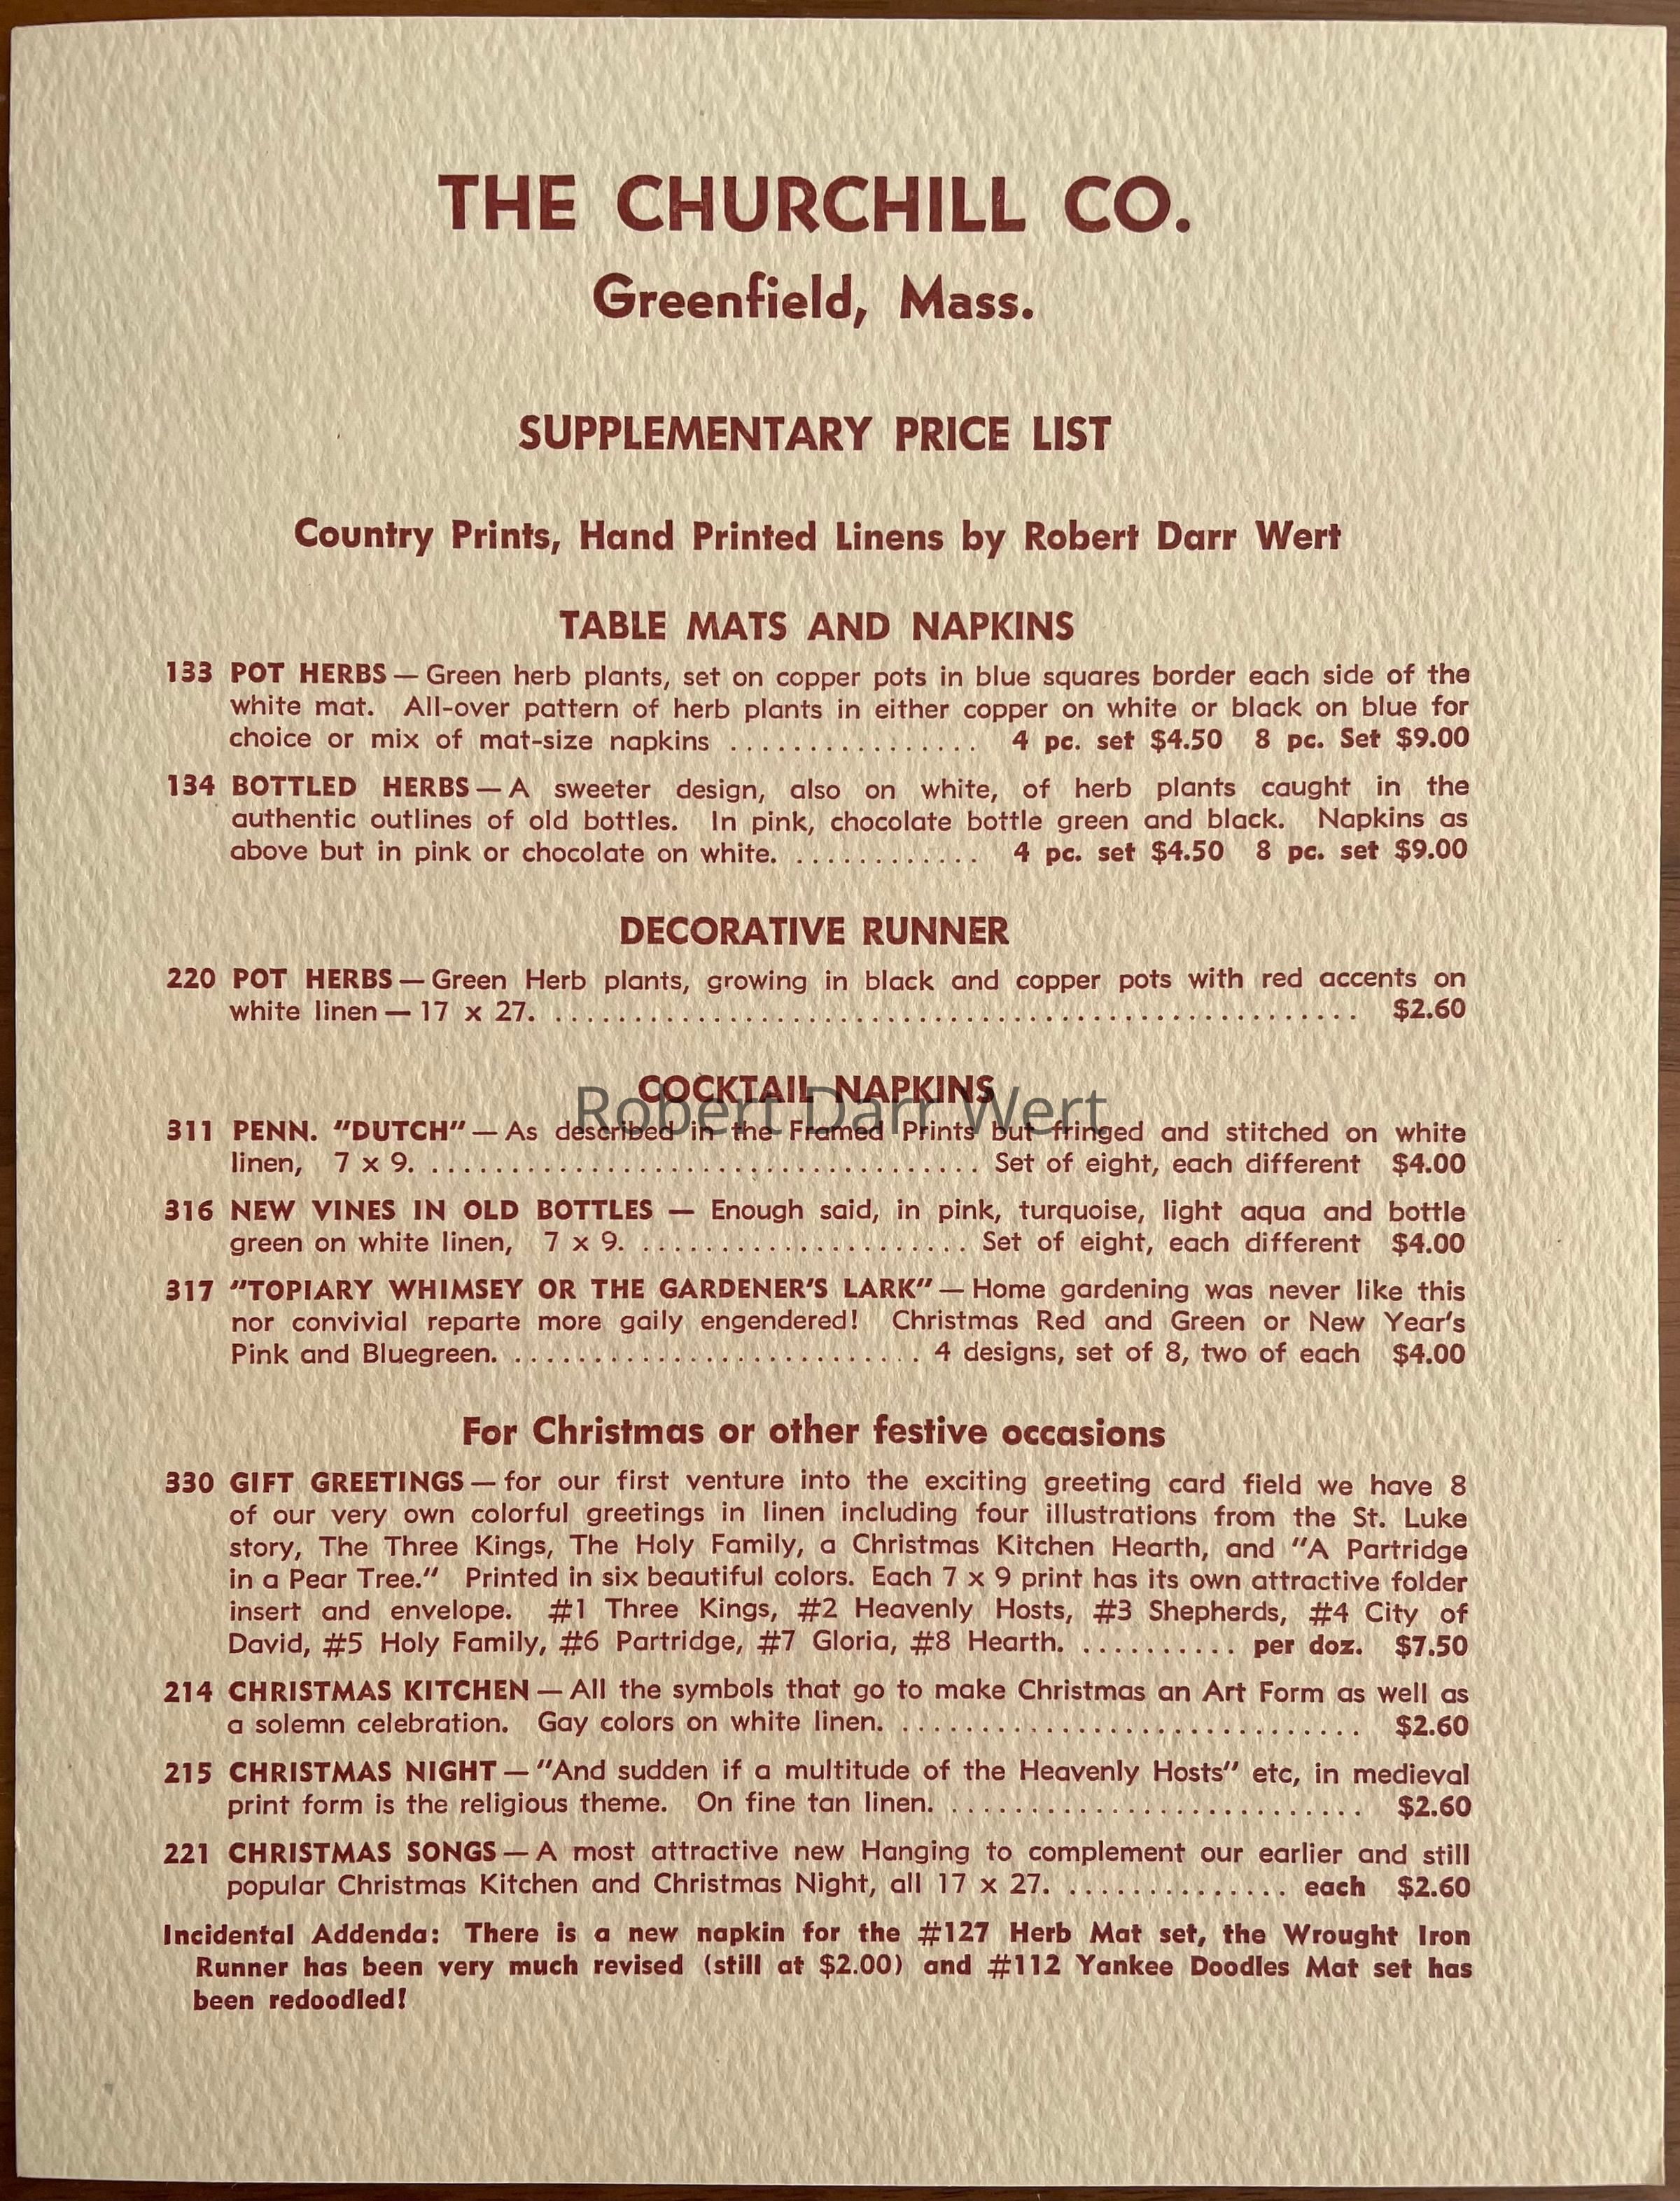 THE CHURCHILL CO.
Greenfield, Mass.
SUPPLEMENTARY PRICE LIST
Country Prints, Hand Printed Linens by Robert Darr Wert
TABLE MATS AND NAPKINS
133 POT HERBS — Green herb plants, set on copper pots in blue squares border each side of the
white mat. All-over pattern of herb plants in either copper on white or black on blue for
choice or mix of mat-size napkins ................ 4 pc. set $4.50 8 pc. Set $9.00
134 BOTTLED HERBS — A sweeter design, also on white, of herb plants caught in the
authentic outlines of old bottles. In pink, chocolate bottle green and black. Napkins as
above but in pink or chocolate on white. ............ 4 pc. set $4.50 8 pc. set $9.00
DECORATIVE RUNNER
220 POT HERBS — Green Herb plants, growing in black and copper pots with red accents on
white linen — 17 x 27. .................................................... $2.60
COCKTAIL NAPKINS
Robert Darr Wert
311 PENN. "DUTCH" — As described in the Framed Prints but fringed and stitched on white
linen, 7 x 9. ................................... Set of eight, each different $4.00
316 NEW VINES IN OLD BOTTLES — Enough said, in pink, turquoise, light aqua and bottle
green on white linen, 7 x 9. ..................... Set of eight, each different $4.00
317 "TOPIARY WHIMSEY OR THE GARDENER'S LARK" — Home gardening was never like this
nor convivial reparte more gaily engendered! Christmas Red and Green or New Year's
Pink and Bluegreen. .......................... 4 designs, set of 8, two of each $4.00
For Christmas or other festive occasions
330 GIFT GREETINGS — for our first venture into the exciting greeting card field we have 8
of our very own colorful greetings in linen including four illustrations from the St. Luke
story, The Three Kings, The Holy Family, a Christmas Kitchen Hearth, and "A Partridge
in a Pear Tree." Printed in six beautiful colors. Each 7 x 9 print has its own attractive folder
insert and envelope. #1 Three Kings, #2 Heavenly Hosts, #3 Shepherds, #4 City of
David, #5 Holy Family, #6 Partridge, #7 Gloria, #8 Hearth. .......... per doz. $7.50
214 CHRISTMAS KITCHEN — All the symbols that go to make Christmas an Art Form as well as
a solemn celebration. Gay colors on white linen. ............................. $2.60
215 CHRISTMAS NIGHT — "And sudden if a multitude of the Heavenly Hosts" etc, in medieval
print form is the religious theme. On fine tan linen. .......................... $2.60
221 CHRISTMAS SONGS — A most attractive new Hanging to complement our earlier and still
popular Christmas Kitchen and Christmas Night, all 17 x 27. .............. each $2.60
Incidental Addenda: There is a new napkin for the #127 Herb Mat set, the Wrought Iron
Runner has been very much revised (still at $2.00) and #112 Yankee Doodles Mat set has
been redoodled!